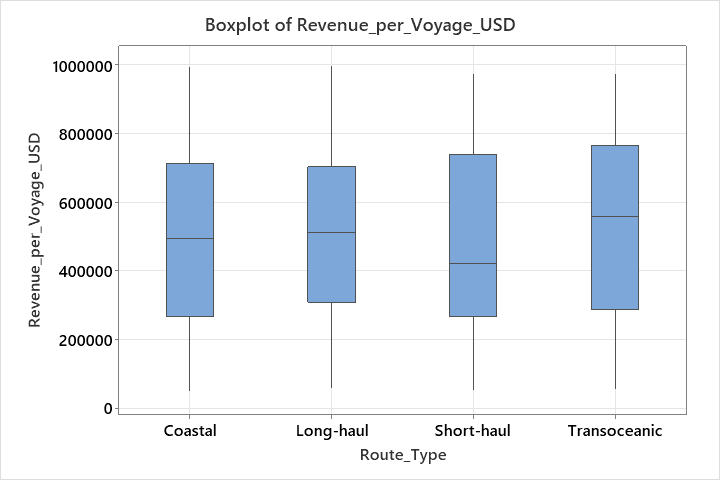 Boxplot of Revenue_per_Voyage_USD
Revenue_per_Voyage_USD
1000000
800000
600000
400000
200000
0
Coastal Long-haul Short-haul Transoceanic
Route_Type